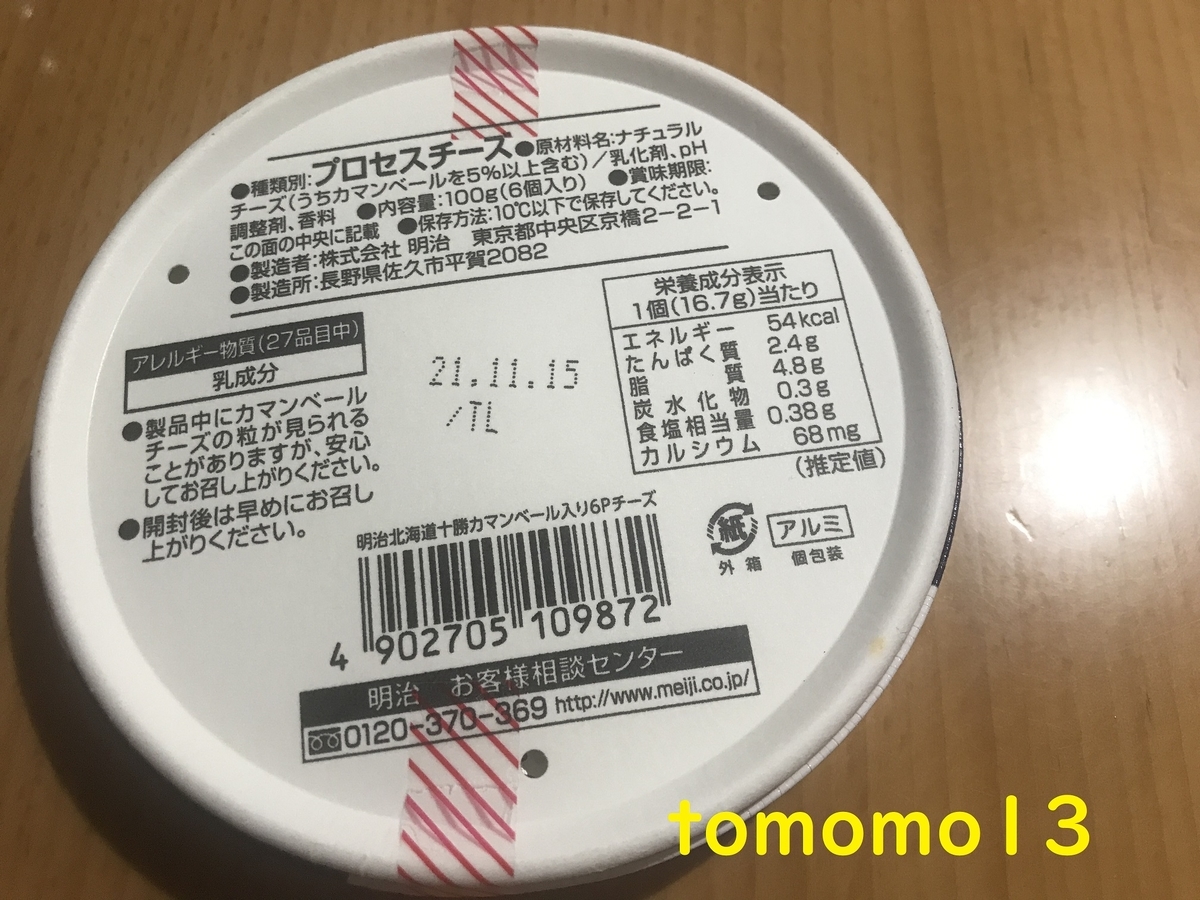 ●種類別:プロセスチーズ●原材料名:ナチュラル
チーズ(うちカマンベールを5%以上含む)/乳化剤、pH
調整剤、香料 ●内容量:100g(6個入り) ●賞味期限:
この面の中央に記載 ●保存方法:10℃以下で保存してください。
●製造者:株式会社 明治 東京都中央区京橋2-2-1
●製造所:長野県佐久市平賀2082
アレルギー物質(27品目中)
乳成分
●製品中にカマンベール
チーズの粒が見られる
ことがありますが、安心
してお召し上がりください。
●開封後は早めにお召し
上がりください。
21.11.15
/TL
栄養成分表示
1個(16.7g)当たり
エネルギー 54kcal
たんぱく質 2.4g
脂質 4.8g
炭水化物 0.3g
食塩相当量 0.38g
カルシウム 68mg
(推定値)
紙 アルミ
外箱 個包装
明治北海道十勝カマンベール入り6Pチーズ
4 902705 109872
明治 お客様相談センター
0120-370-369 http://www.meiji.co.jp/
tomomo13